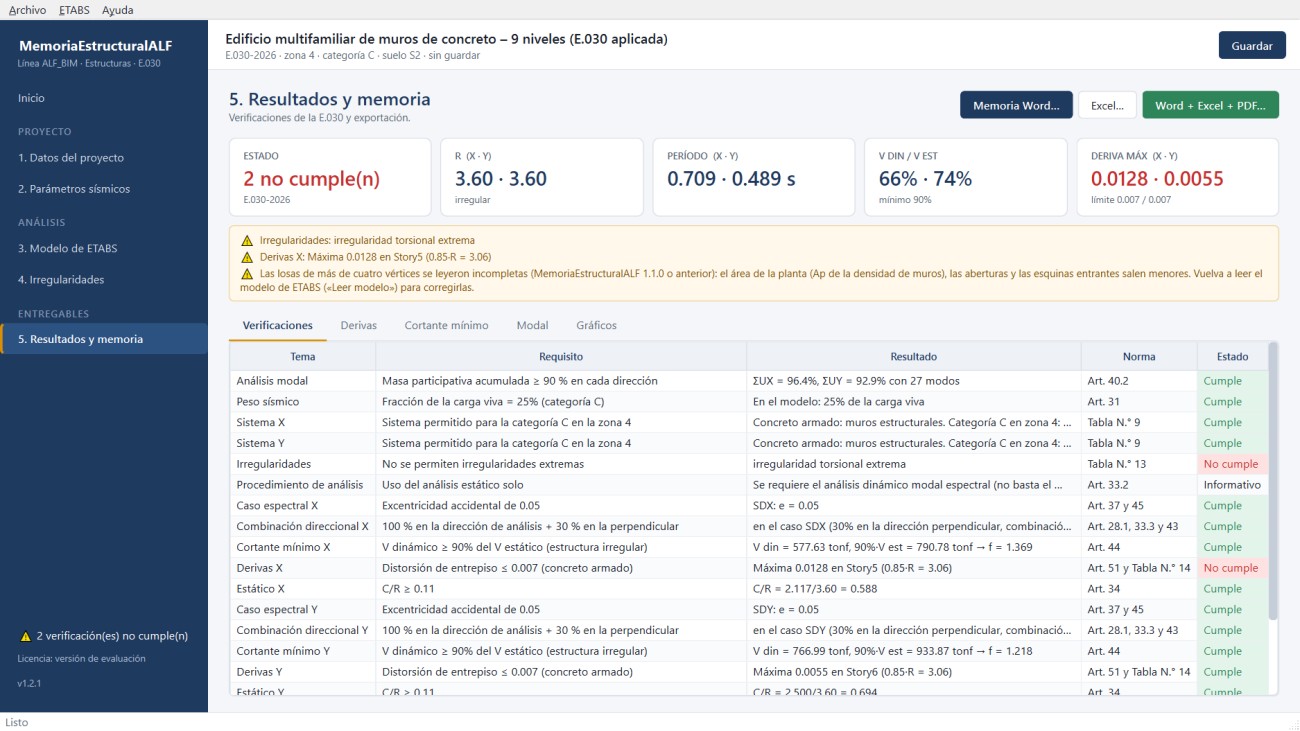 Archivo ETABS Ayuda
MemoriaEstructuralALF
Línea ALF_BIM · Estructuras · E.030
Inicio
PROYECTO
1. Datos del proyecto
2. Parámetros sísmicos
ANÁLISIS
3. Modelo de ETABS
4. Irregularidades
ENTREGABLES
5. Resultados y memoria
2 verificación(es) no cumple(n)
Licencia: versión de evaluación
v1.2.1
Edificio multifamiliar de muros de concreto – 9 niveles (E.030 aplicada)
E.030-2026 · zona 4 · categoría C · suelo S2 · sin guardar
Guardar
5. Resultados y memoria
Verificaciones de la E.030 y exportación.
Memoria Word... Excel... Word + Excel + PDF...
ESTADO
2 no cumple(n)
E.030-2026
R (X · Y)
3.60 · 3.60
irregular
PERÍODO (X · Y)
0.709 · 0.489 s
V DIN / V EST
66% · 74%
mínimo 90%
DERIVA MÁX (X · Y)
0.0128 · 0.0055
límite 0.007 / 0.007
Irregularidades: irregularidad torsional extrema
Derivas X: Máxima 0.0128 en Story5 (0.85·R = 3.06)
Las losas de más de cuatro vértices se leyeron incompletas (MemoriaEstructuralALF 1.1.0 o anterior): el área de la planta (Ap de la densidad de muros), las aberturas y las esquinas entrantes salen menores. Vuelva a leer el
modelo de ETABS («Leer modelo») para corregirlas.
Verificaciones Derivas Cortante mínimo Modal Gráficos
Tema Requisito Resultado Norma Estado
Análisis modal Masa participativa acumulada ≥ 90 % en cada dirección ΣUX = 96.4%, ΣUY = 92.9% con 27 modos Art. 40.2 Cumple
Peso sísmico Fracción de la carga viva = 25% (categoría C) En el modelo: 25% de la carga viva Art. 31 Cumple
Sistema X Sistema permitido para la categoría C en la zona 4 Concreto armado: muros estructurales. Categoría C en zona 4: ... Tabla N.° 9 Cumple
Sistema Y Sistema permitido para la categoría C en la zona 4 Concreto armado: muros estructurales. Categoría C en zona 4: ... Tabla N.° 9 Cumple
Irregularidades No se permiten irregularidades extremas irregularidad torsional extrema Tabla N.° 13 No cumple
Procedimiento de análisis Uso del análisis estático solo Se requiere el análisis dinámico modal espectral (no basta el ... Art. 33.2 Informativo
Caso espectral X Excentricidad accidental de 0.05 SDX: e = 0.05 Art. 37 y 45 Cumple
Combinación direccional X 100 % en la dirección de análisis + 30 % en la perpendicular en el caso SDX (30% en la dirección perpendicular, combinació... Art. 28.1, 33.3 y 43 Cumple
Cortante mínimo X V dinámico ≥ 90% del V estático (estructura irregular) V din = 577.63 tonf, 90%·V est = 790.78 tonf → f = 1.369 Art. 44 Cumple
Derivas X Distorsión de entrepiso ≤ 0.007 (concreto armado) Máxima 0.0128 en Story5 (0.85·R = 3.06) Art. 51 y Tabla N.° 14 No cumple
Estático X C/R ≥ 0.11 C/R = 2.117/3.60 = 0.588 Art. 34 Cumple
Caso espectral Y Excentricidad accidental de 0.05 SDY: e = 0.05 Art. 37 y 45 Cumple
Combinación direccional Y 100 % en la dirección de análisis + 30 % en la perpendicular en el caso SDY (30% en la dirección perpendicular, combinació... Art. 28.1, 33.3 y 43 Cumple
Cortante mínimo Y V dinámico ≥ 90% del V estático (estructura irregular) V din = 766.99 tonf, 90%·V est = 933.87 tonf → f = 1.218 Art. 44 Cumple
Derivas Y Distorsión de entrepiso ≤ 0.007 (concreto armado) Máxima 0.0055 en Story6 (0.85·R = 3.06) Art. 51 y Tabla N.° 14 Cumple
Estático Y C/R ≥ 0.11 C/R = 2.500/3.60 = 0.694 Art. 34 Cumple
Listo